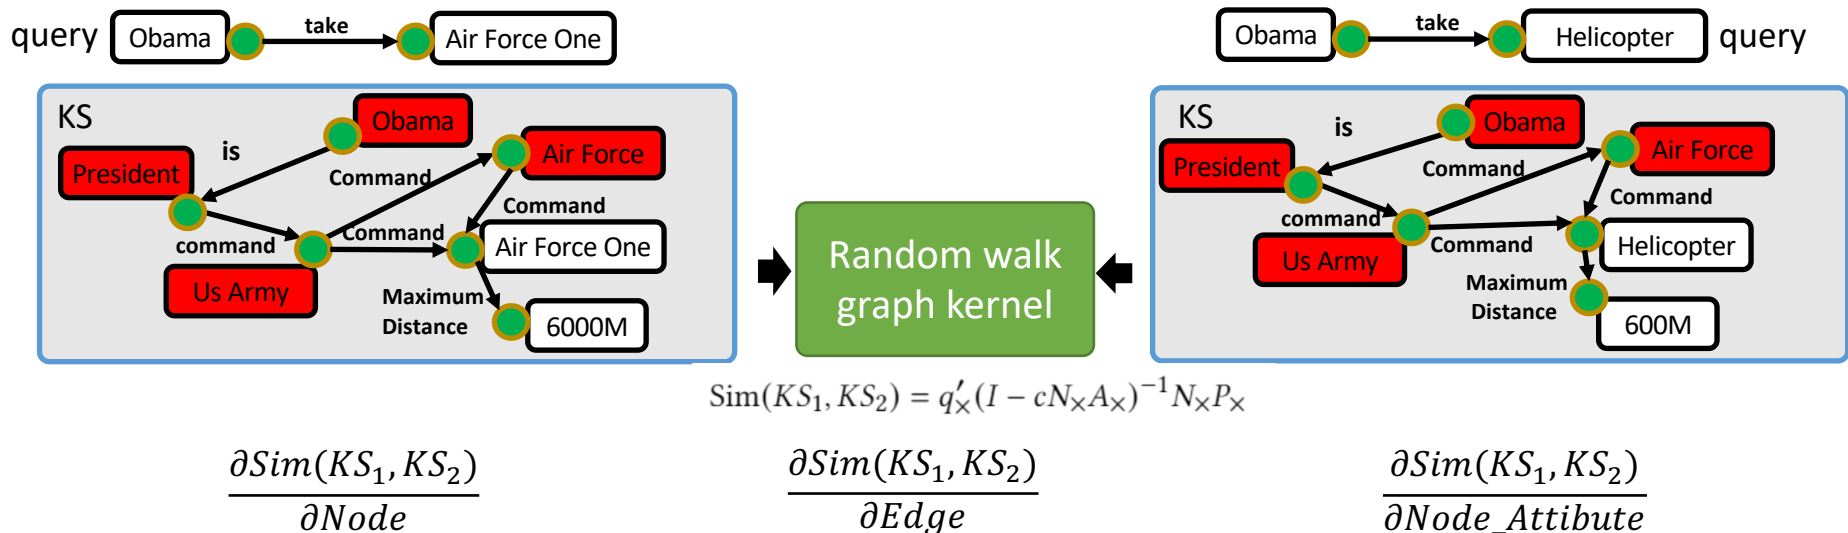 query Obama take Air Force One
Obama take Helicopter query
KS
Obama
is
Air Force
President
Command
Command
command
Command
Air Force One
Us Army
Maximum
Distance
6000M
Random walk
graph kernel
KS
Obama
is
Air Force
President
Command
Command
command
Command
Helicopter
Us Army
Maximum
Distance
600M
Sim(KS₁, KS₂) = q′ₓ(I − cNₓAₓ)⁻¹NₓPₓ
∂Sim(KS₁, KS₂)
∂Node
∂Sim(KS₁, KS₂)
∂Edge
∂Sim(KS₁, KS₂)
∂Node_Attibute